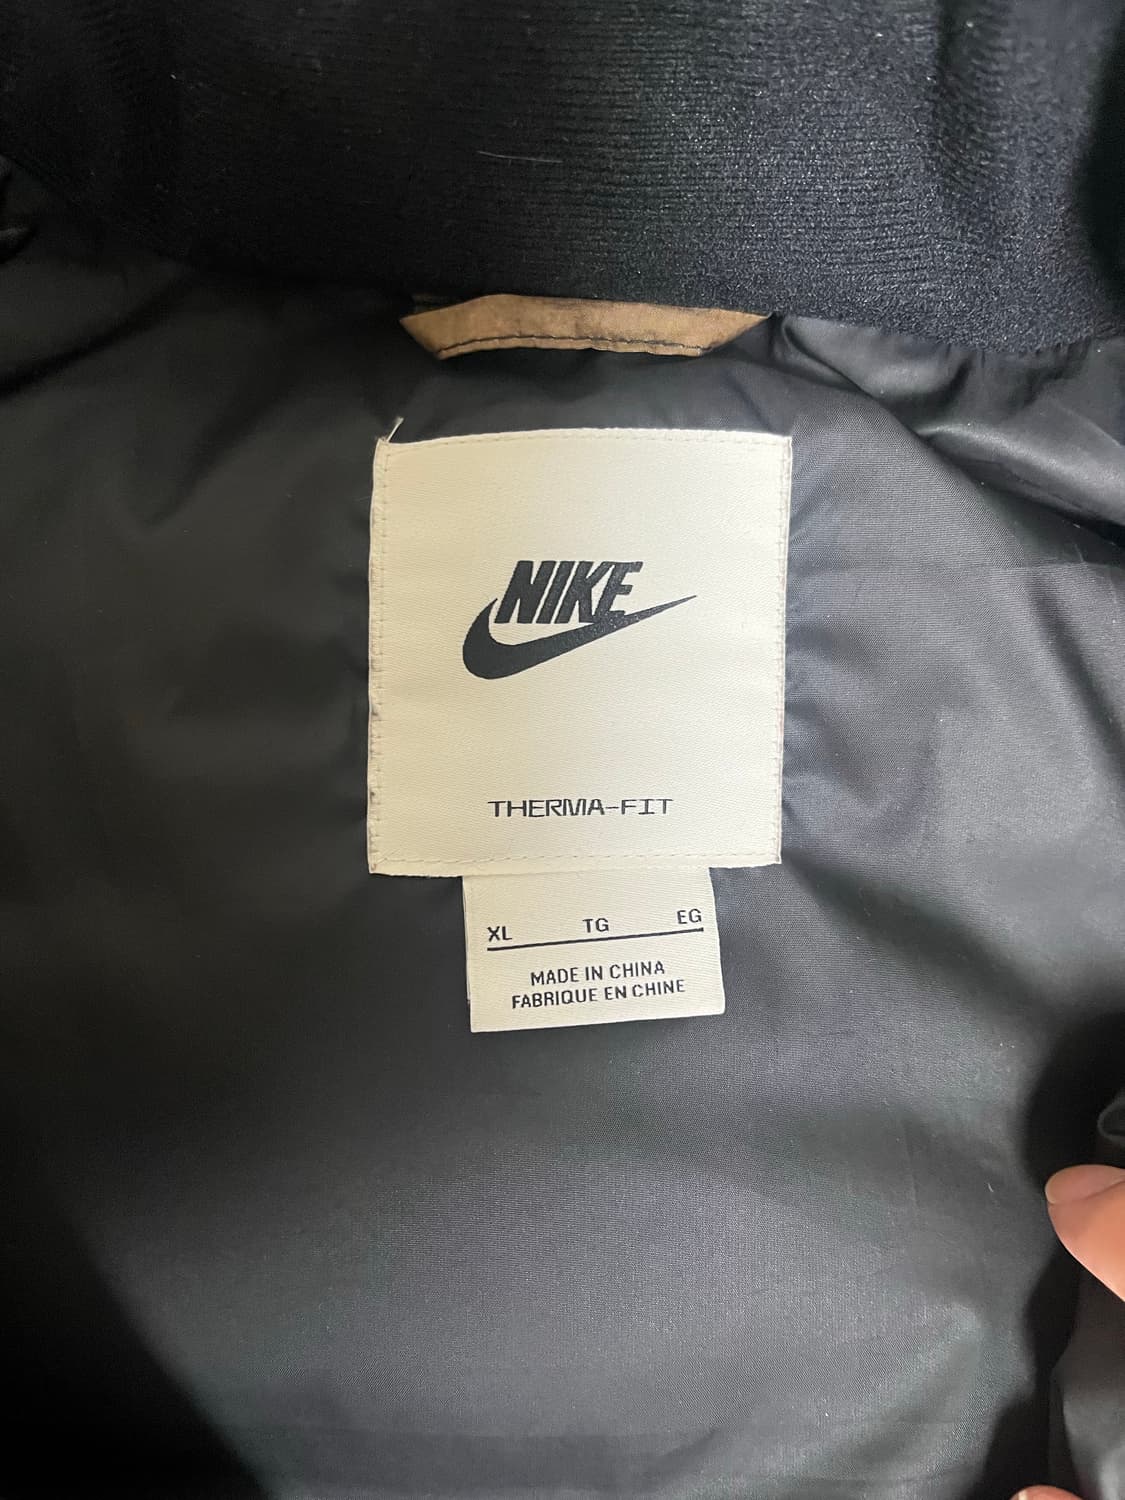 NIKE
THERMA-FIT
XL TG EG
MADE IN CHINA
FABRIQUE EN CHINE